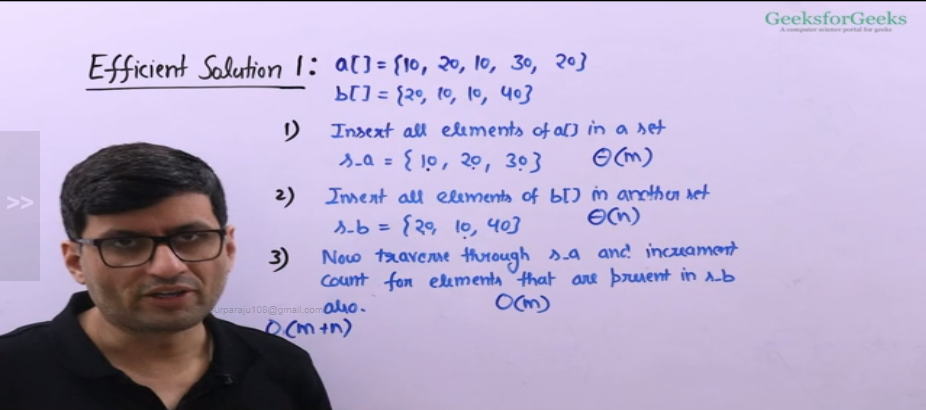 GeeksforGeeks
A computer science portal for geeks
Efficient Solution 1: a[] = {10, 20, 10, 30, 20}
b[] = {20, 10, 10, 40}
1) Insert all elements of a[] in a set
s_a = {10, 20, 30} Θ(m)
2) Insert all elements of b[] in another set
s_b = {20, 10, 40} Θ(n)
3) Now traverse through s_a and increament
count for elements that are present in s_b
also. O(m)
urparaju108@gmail.com
O(m+n)
>>